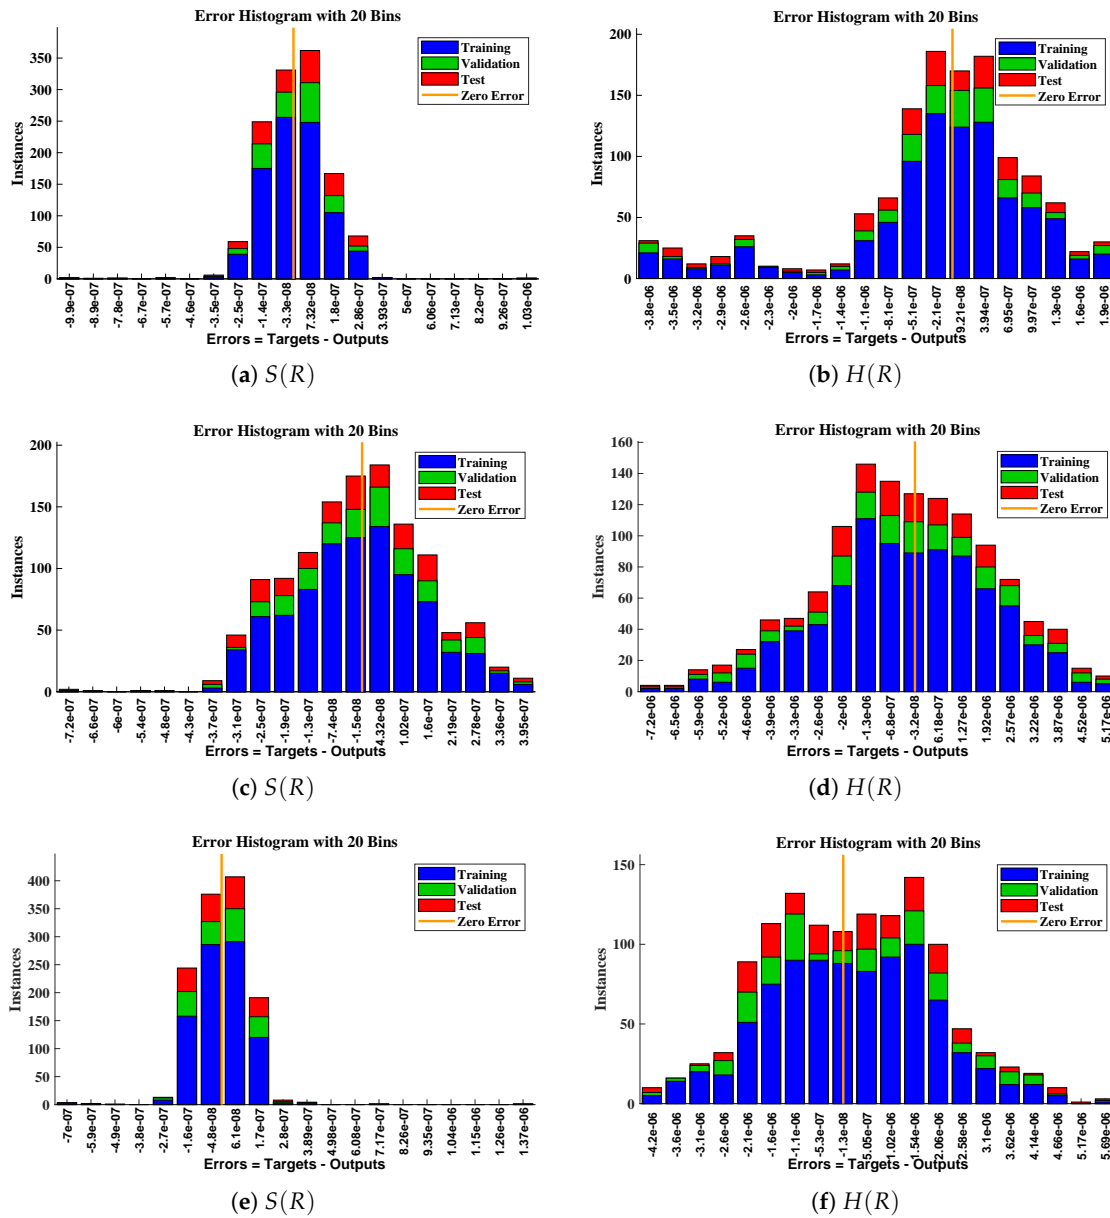 Error Histogram with 20 Bins
Instances
350
300
250
200
150
100
50
0
Training
Validation
Test
Zero Error
-9.9e-07
-8.9e-07
-7.8e-07
-6.7e-07
-5.7e-07
-4.6e-07
-3.5e-07
-2.5e-07
-1.4e-07
-3.3e-08
7.32e-08
1.8e-07
2.86e-07
3.93e-07
5e-07
6.06e-07
7.13e-07
8.2e-07
9.26e-07
1.03e-06
Errors = Targets - Outputs
(a) S(R)
Error Histogram with 20 Bins
Instances
200
150
100
50
0
Training
Validation
Test
Zero Error
-3.8e-06
-3.5e-06
-3.2e-06
-2.9e-06
-2.6e-06
-2.3e-06
-2e-06
-1.7e-06
-1.4e-06
-1.1e-06
-8.1e-07
-5.1e-07
-2.1e-07
9.21e-08
3.94e-07
6.95e-07
9.97e-07
1.3e-06
1.6e-06
1.9e-06
Errors = Targets - Outputs
(b) H(R)
Error Histogram with 20 Bins
Instances
200
150
100
50
0
Training
Validation
Test
Zero Error
-7.2e-07
-6.6e-07
-6e-07
-5.4e-07
-4.8e-07
-4.3e-07
-3.7e-07
-3.1e-07
-2.5e-07
-1.9e-07
-1.3e-07
-7.4e-08
-1.5e-08
4.32e-08
1.02e-07
1.6e-07
2.19e-07
2.78e-07
3.36e-07
3.95e-07
Errors = Targets - Outputs
(c) S(R)
Error Histogram with 20 Bins
Instances
160
140
120
100
80
60
40
20
0
Training
Validation
Test
Zero Error
-7.2e-06
-6.5e-06
-5.9e-06
-5.2e-06
-4.6e-06
-3.9e-06
-3.3e-06
-2.6e-06
-2e-06
-1.3e-06
-6.8e-07
-3.2e-08
6.18e-07
1.27e-06
1.92e-06
2.57e-06
3.22e-06
3.87e-06
4.52e-06
5.17e-06
Errors = Targets - Outputs
(d) H(R)
Error Histogram with 20 Bins
Instances
400
350
300
250
200
150
100
50
0
Training
Validation
Test
Zero Error
-7e-07
-5.9e-07
-4.9e-07
-3.8e-07
-2.7e-07
-1.6e-07
-4.8e-08
6.1e-08
1.7e-07
2.8e-07
3.89e-07
4.98e-07
6.08e-07
7.17e-07
8.26e-07
9.35e-07
1.04e-06
1.15e-06
1.26e-06
1.37e-06
Errors = Targets - Outputs
(e) S(R)
Error Histogram with 20 Bins
Instances
150
100
50
0
Training
Validation
Test
Zero Error
-4.2e-06
-3.6e-06
-3.1e-06
-2.6e-06
-2.1e-06
-1.6e-06
-1.1e-06
-5.3e-07
-1.3e-08
5.05e-07
1.02e-06
1.54e-06
2.06e-06
2.58e-06
3.1e-06
3.62e-06
4.14e-06
4.66e-06
5.17e-06
5.69e-06
Errors = Targets - Outputs
(f) H(R)